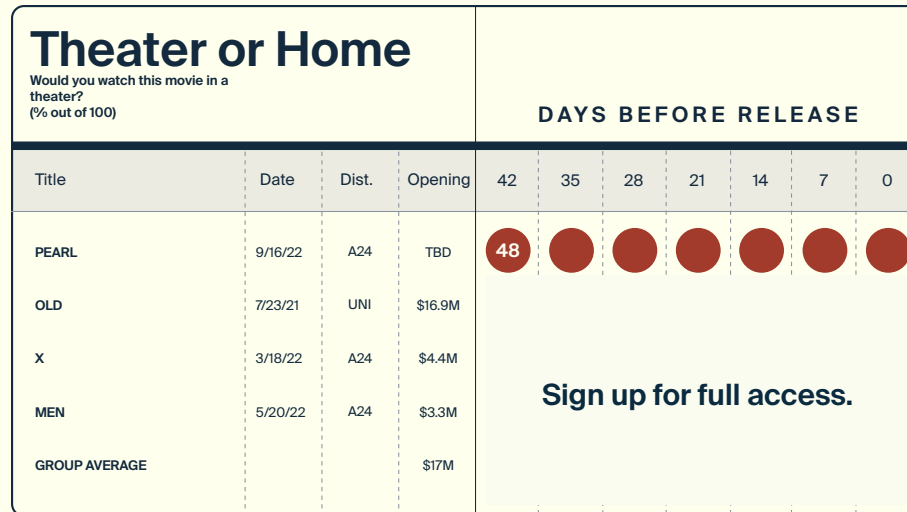 Theater or Home
Would you watch this movie in a
theater?
(% out of 100)
DAYS BEFORE RELEASE
Title Date Dist. Opening 42 35 28 21 14 7 0
PEARL 9/16/22 A24 TBD 48
OLD 7/23/21 UNI $16.9M
X 3/18/22 A24 $4.4M
Sign up for full access.
MEN 5/20/22 A24 $3.3M
GROUP AVERAGE $17M